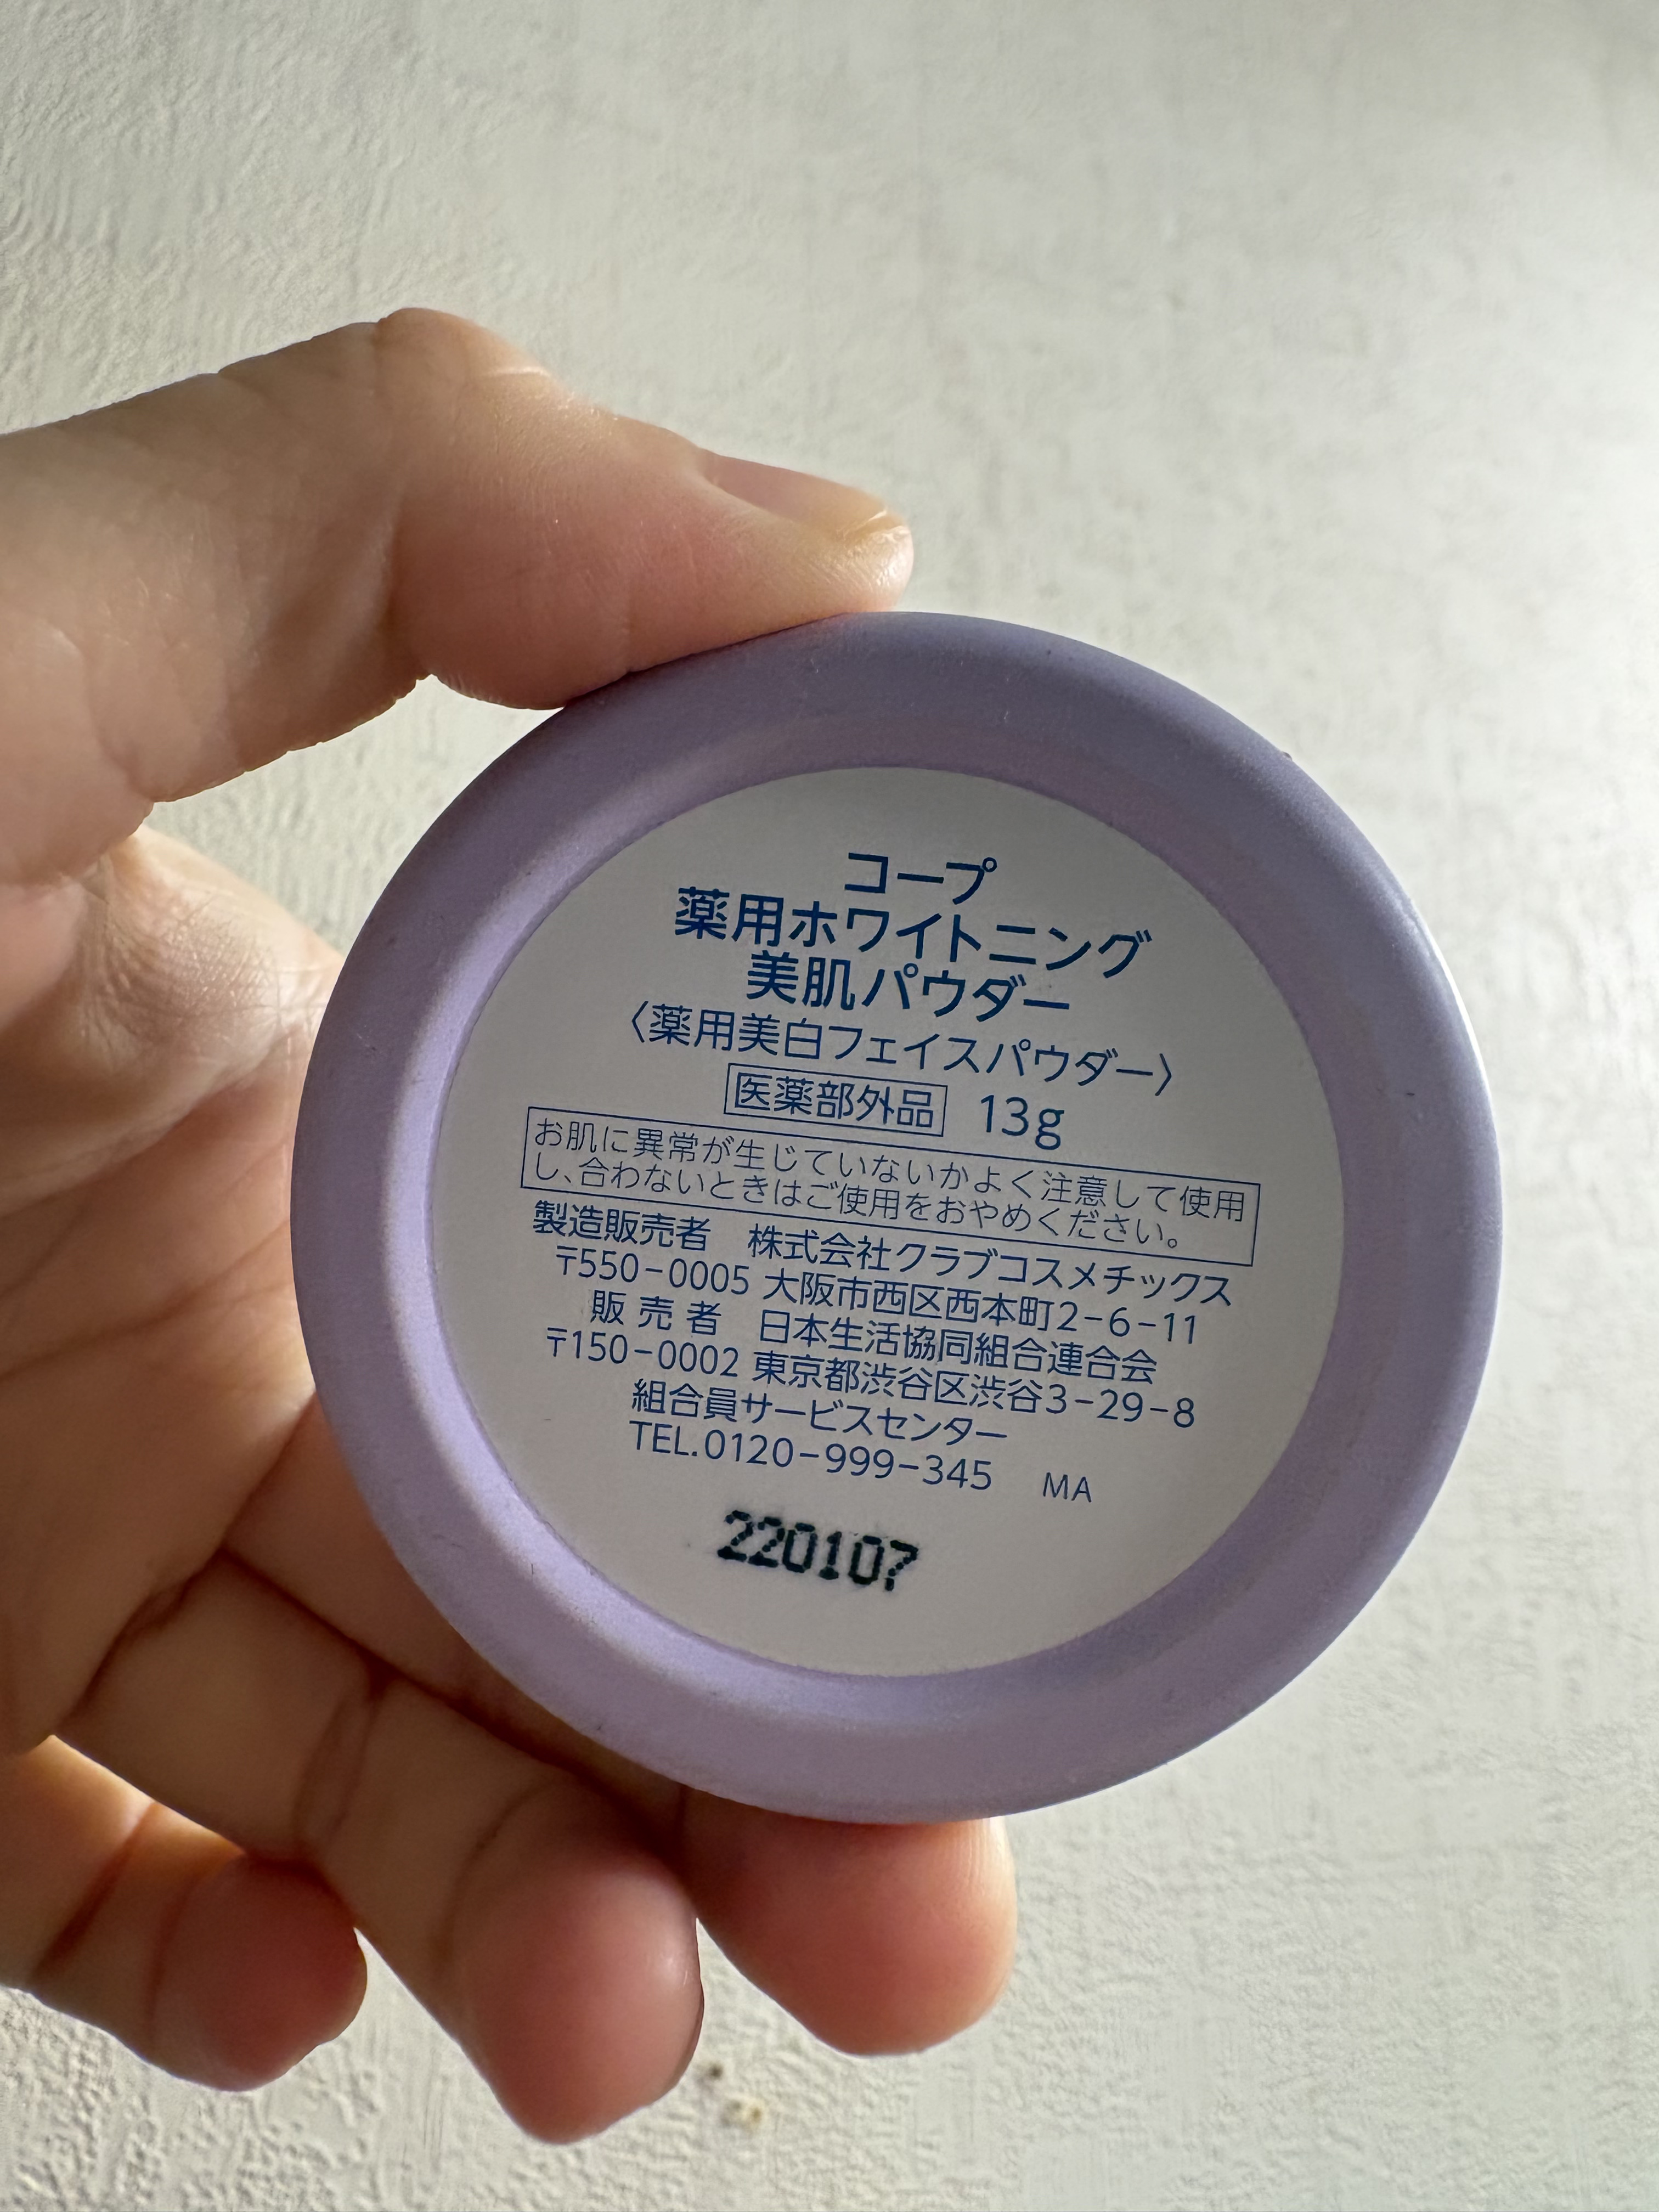 コープ
薬用ホワイトニング
美肌パウダー
〈薬用美白フェイスパウダー〉
医薬部外品 13g
お肌に異常が生じていないかよく注意して使用
し、合わないときはご使用をおやめください。
製造販売者 株式会社クラブコスメチックス
〒550-0005 大阪市西区西本町2-6-11
販売者 日本生活協同組合連合会
〒150-0002 東京都渋谷区渋谷3-29-8
組合員サービスセンター
TEL.0120-999-345 MA
220107